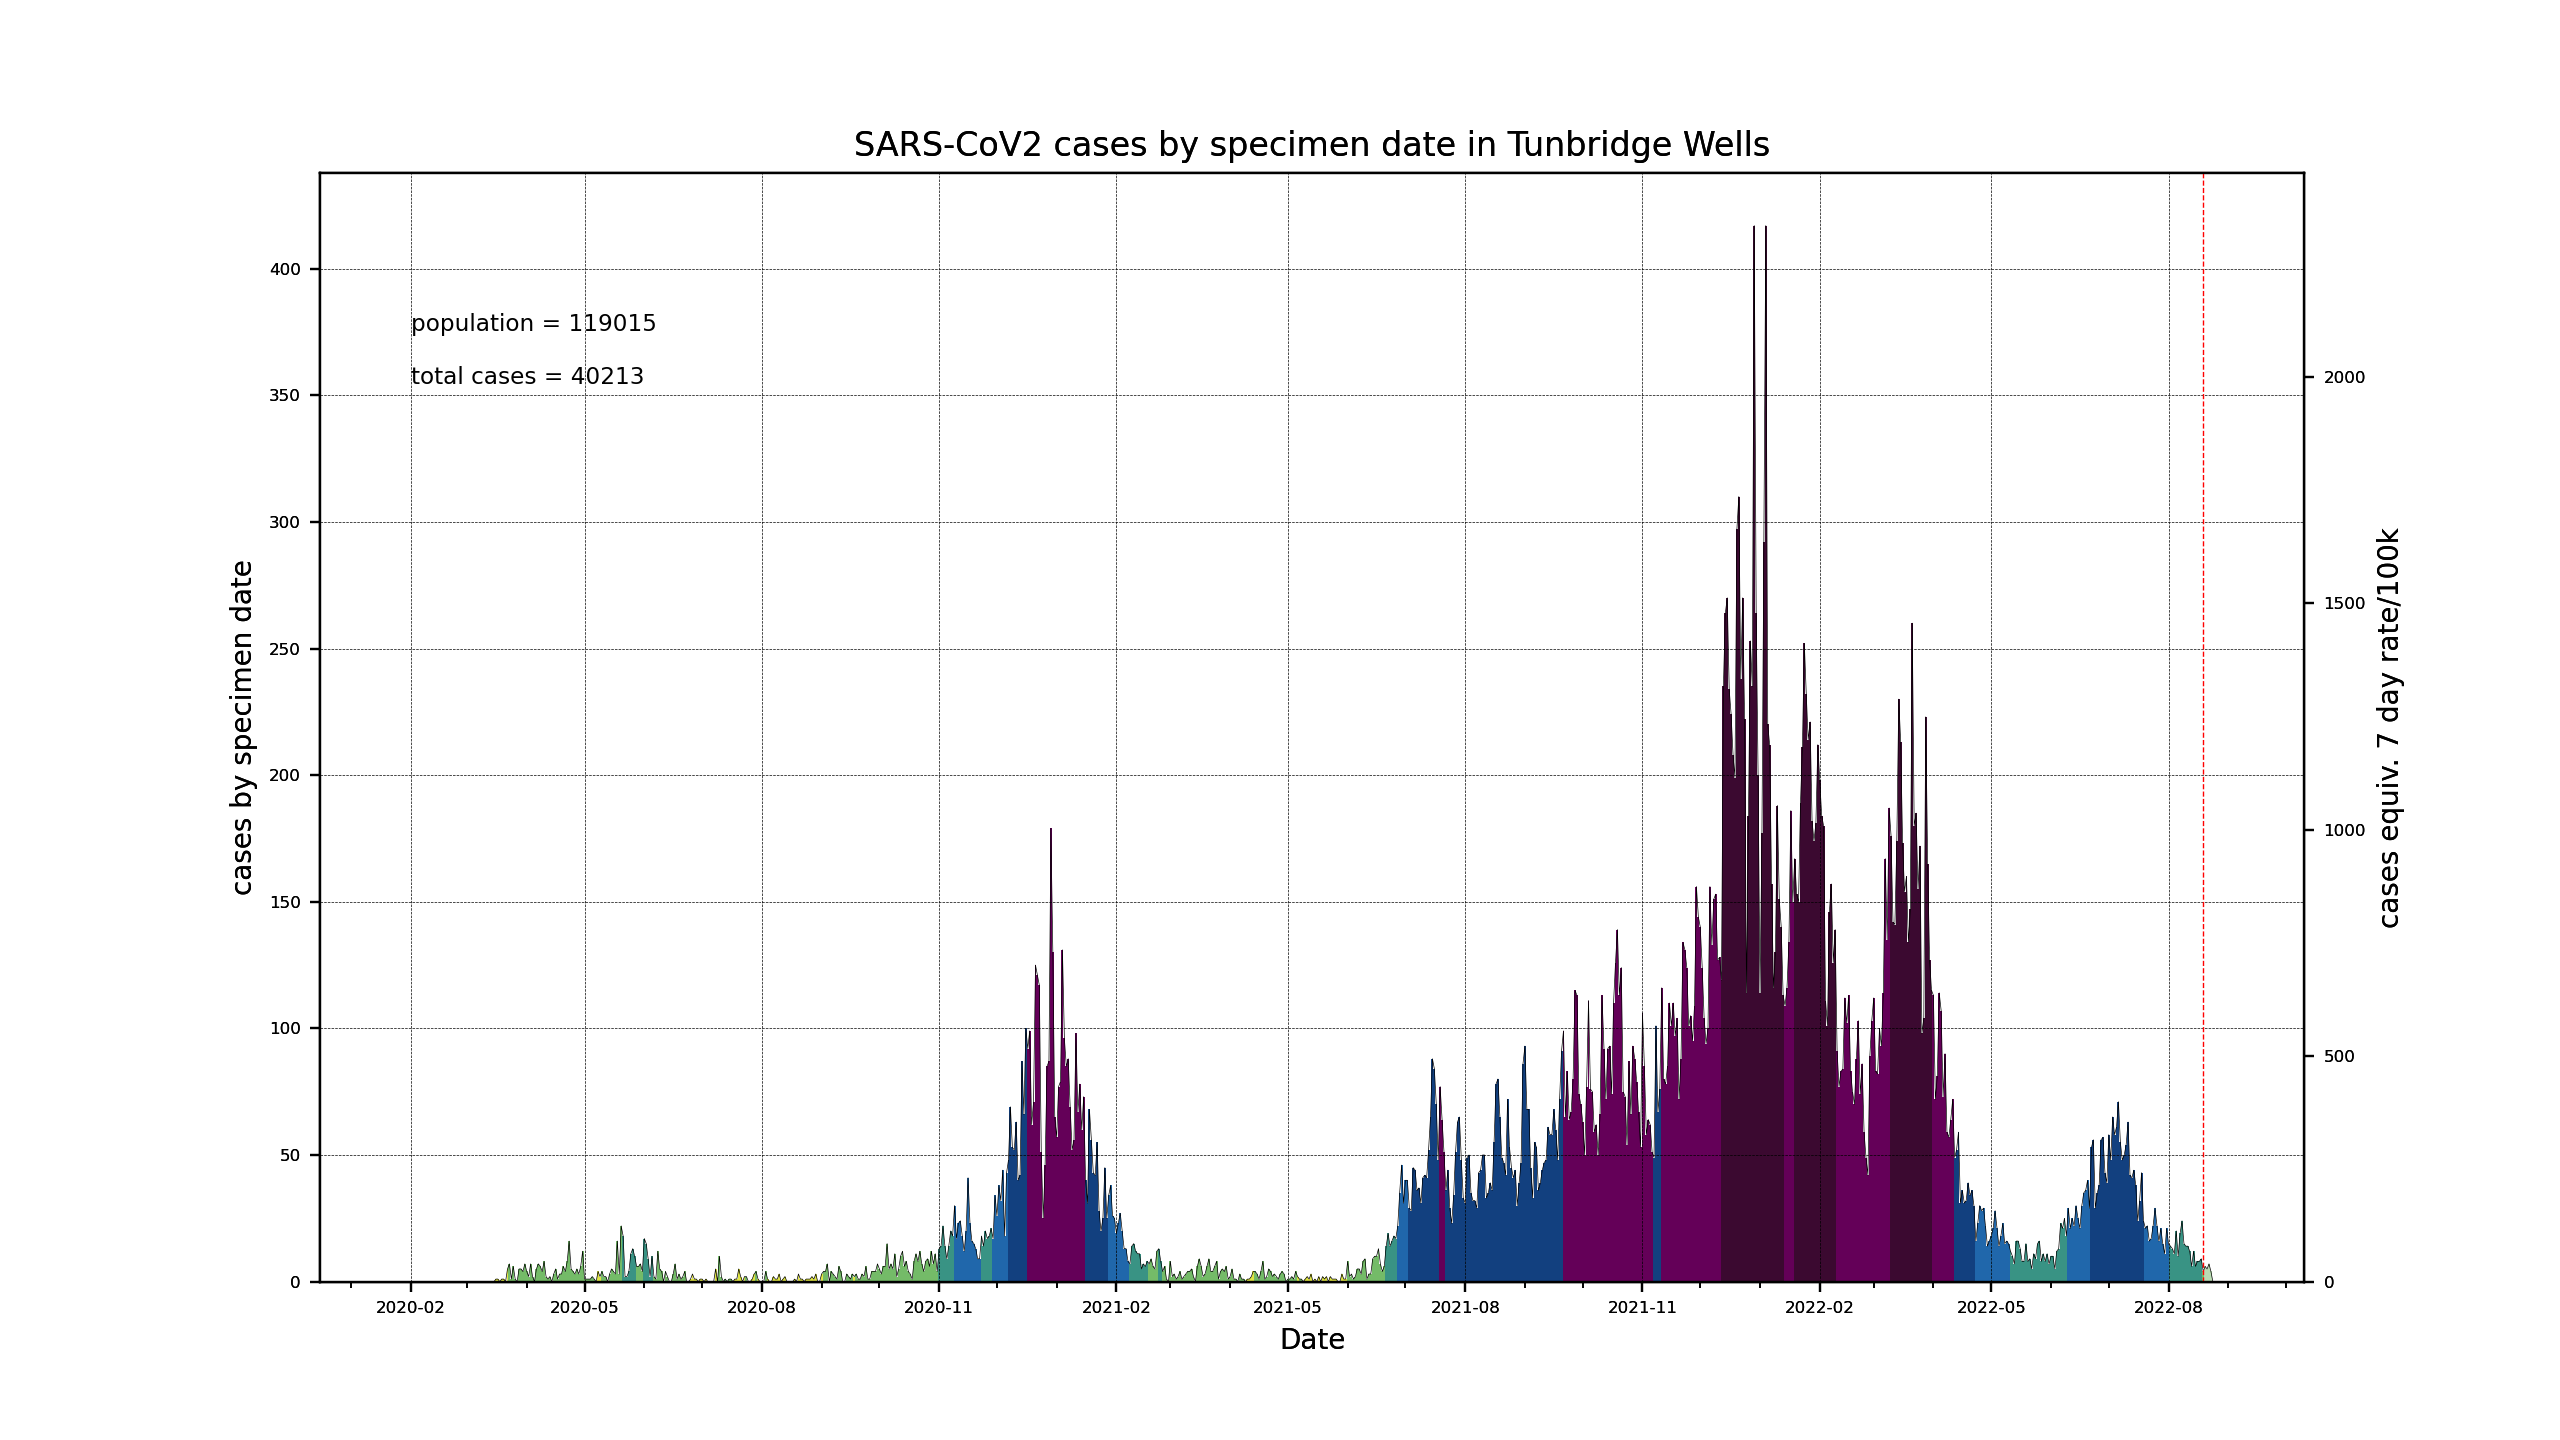 SARS-CoV2 cases by specimen date in Tunbridge Wells
population = 119015
total cases = 40213
cases by specimen date
400
350
300
250
200
150
100
50
0
2000
1500
1000
500
0
cases equiv. 7 day rate/100k
2020-02 2020-05 2020-08 2020-11 2021-02 2021-05 2021-08 2021-11 2022-02 2022-05 2022-08
Date